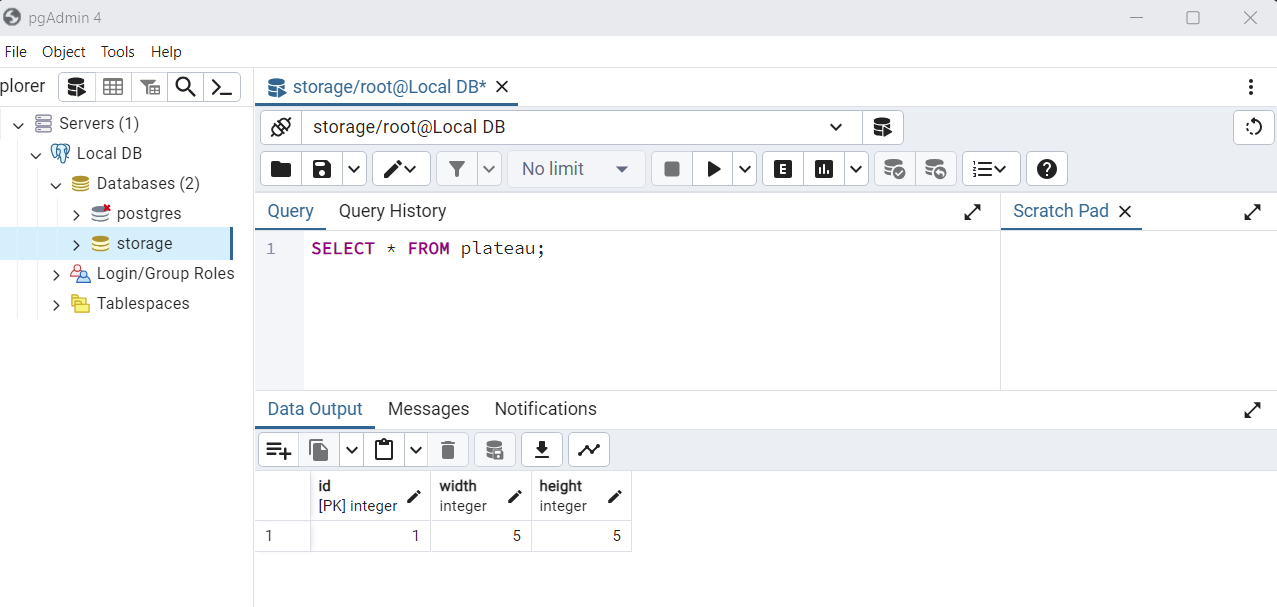 pgAdmin 4
File Object Tools Help
plorer
storage/root@Local DB*
Servers (1)
Local DB
Databases (2)
postgres
storage
Login/Group Roles
Tablespaces
storage/root@Local DB
No limit
E
Query Query History
Scratch Pad
1 SELECT * FROM plateau;
Data Output Messages Notifications
id width height
[PK] integer integer integer
1 1 5 5